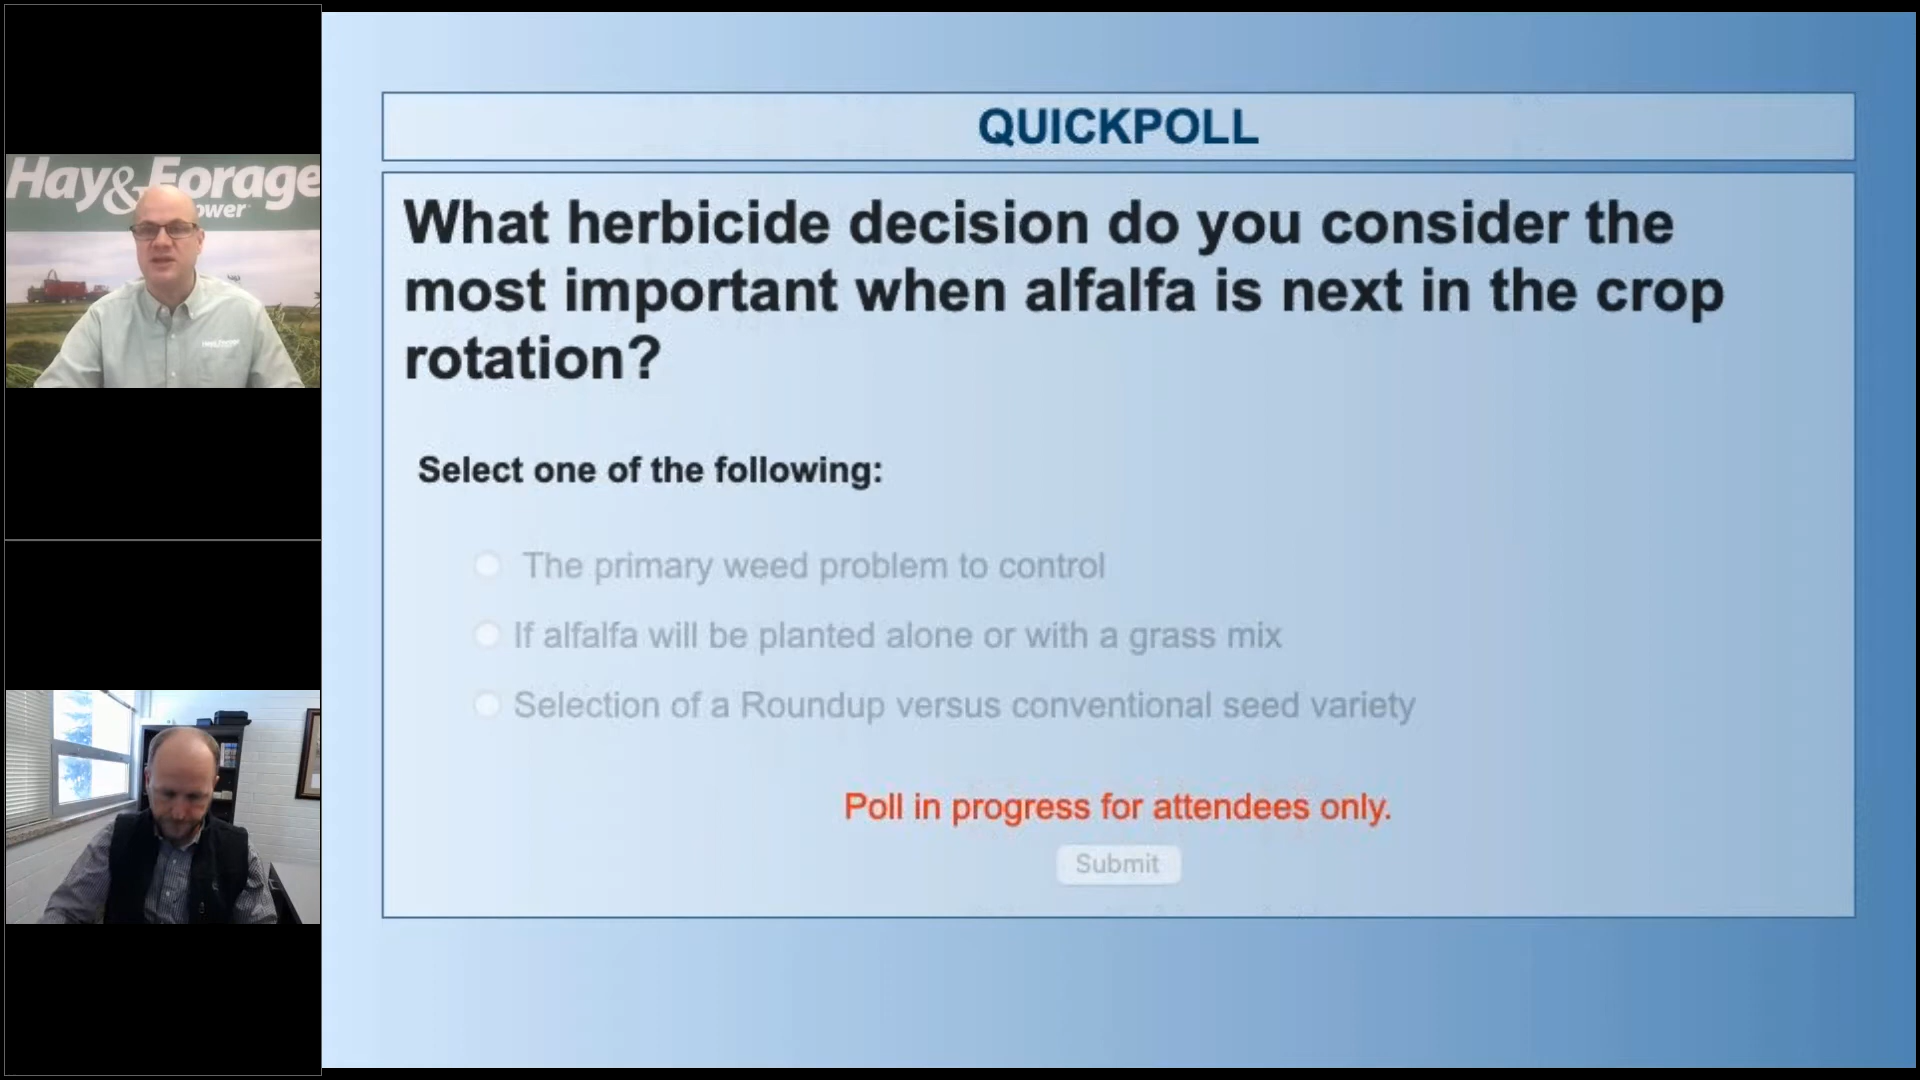 Hay&Forage
ower
QUICKPOLL
What herbicide decision do you consider the
most important when alfalfa is next in the crop
rotation?
Select one of the following:
The primary weed problem to control
If alfalfa will be planted alone or with a grass mix
Selection of a Roundup versus conventional seed variety
Poll in progress for attendees only.
Submit